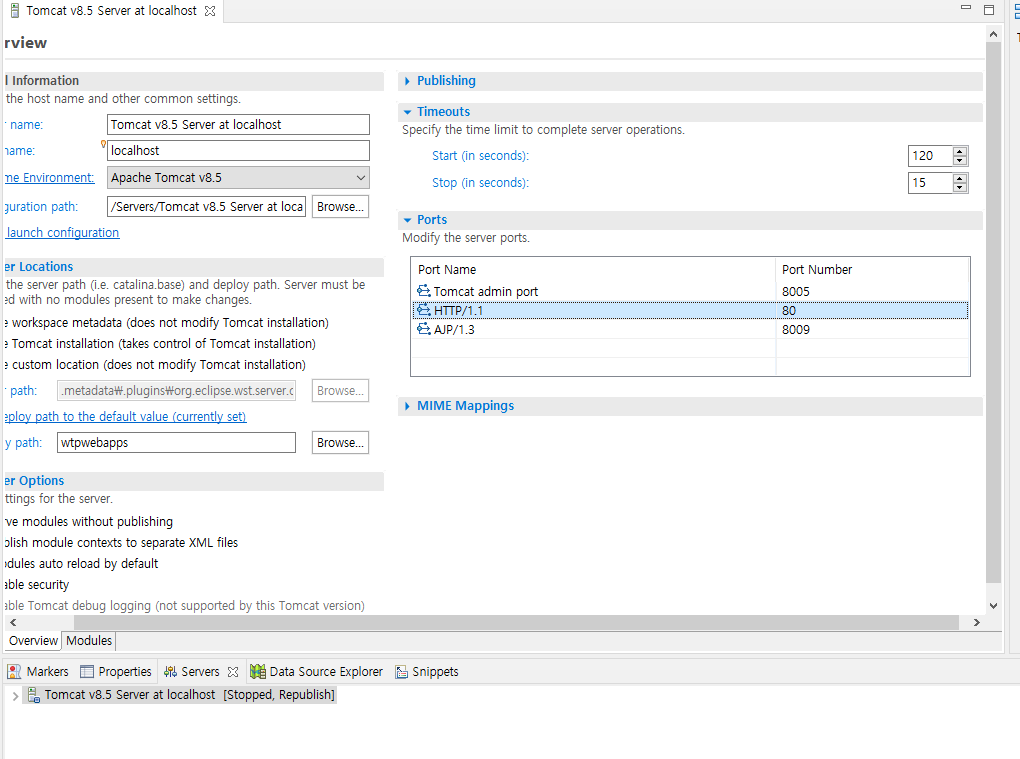 Tomcat v8.5 Server at localhost
rview
l Information
the host name and other common settings.
name:
Tomcat v8.5 Server at localhost
name:
localhost
me Environment:
Apache Tomcat v8.5
guration path:
/Servers/Tomcat v8.5 Server at loca
Browse...
launch configuration
er Locations
the server path (i.e. catalina.base) and deploy path. Server must be
ed with no modules present to make changes.
e workspace metadata (does not modify Tomcat installation)
e Tomcat installation (takes control of Tomcat installation)
e custom location (does not modify Tomcat installation)
path:
.metadata₩.plugins₩org.eclipse.wst.server.c
Browse...
eploy path to the default value (currently set)
y path:
wtpwebapps
Browse...
er Options
ttings for the server.
rve modules without publishing
blish module contexts to separate XML files
odules auto reload by default
able security
able Tomcat debug logging (not supported by this Tomcat version)
Publishing
Timeouts
Specify the time limit to complete server operations.
Start (in seconds):
120
Stop (in seconds):
15
Ports
Modify the server ports.
Port Name Port Number
Tomcat admin port 8005
HTTP/1.1 80
AJP/1.3 8009
MIME Mappings
Overview Modules
Markers Properties Servers Data Source Explorer Snippets
Tomcat v8.5 Server at localhost [Stopped, Republish]